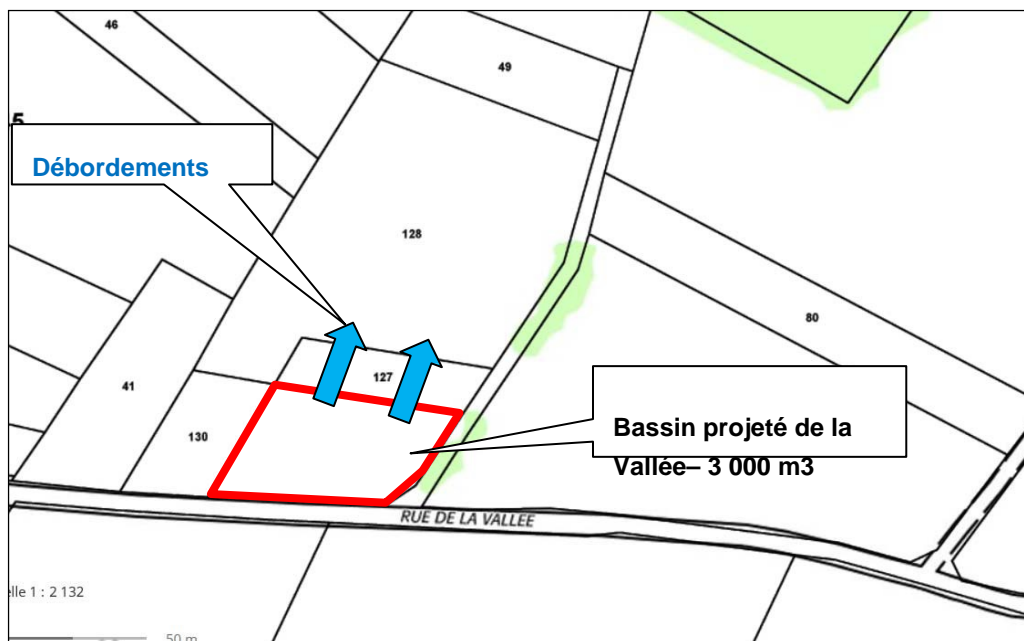 46
49
5
Débordements
128
80
41
127
130
Bassin projeté de la
Vallée– 3 000 m3
RUE DE LA VALLEE
elle 1 : 2 132
50 m